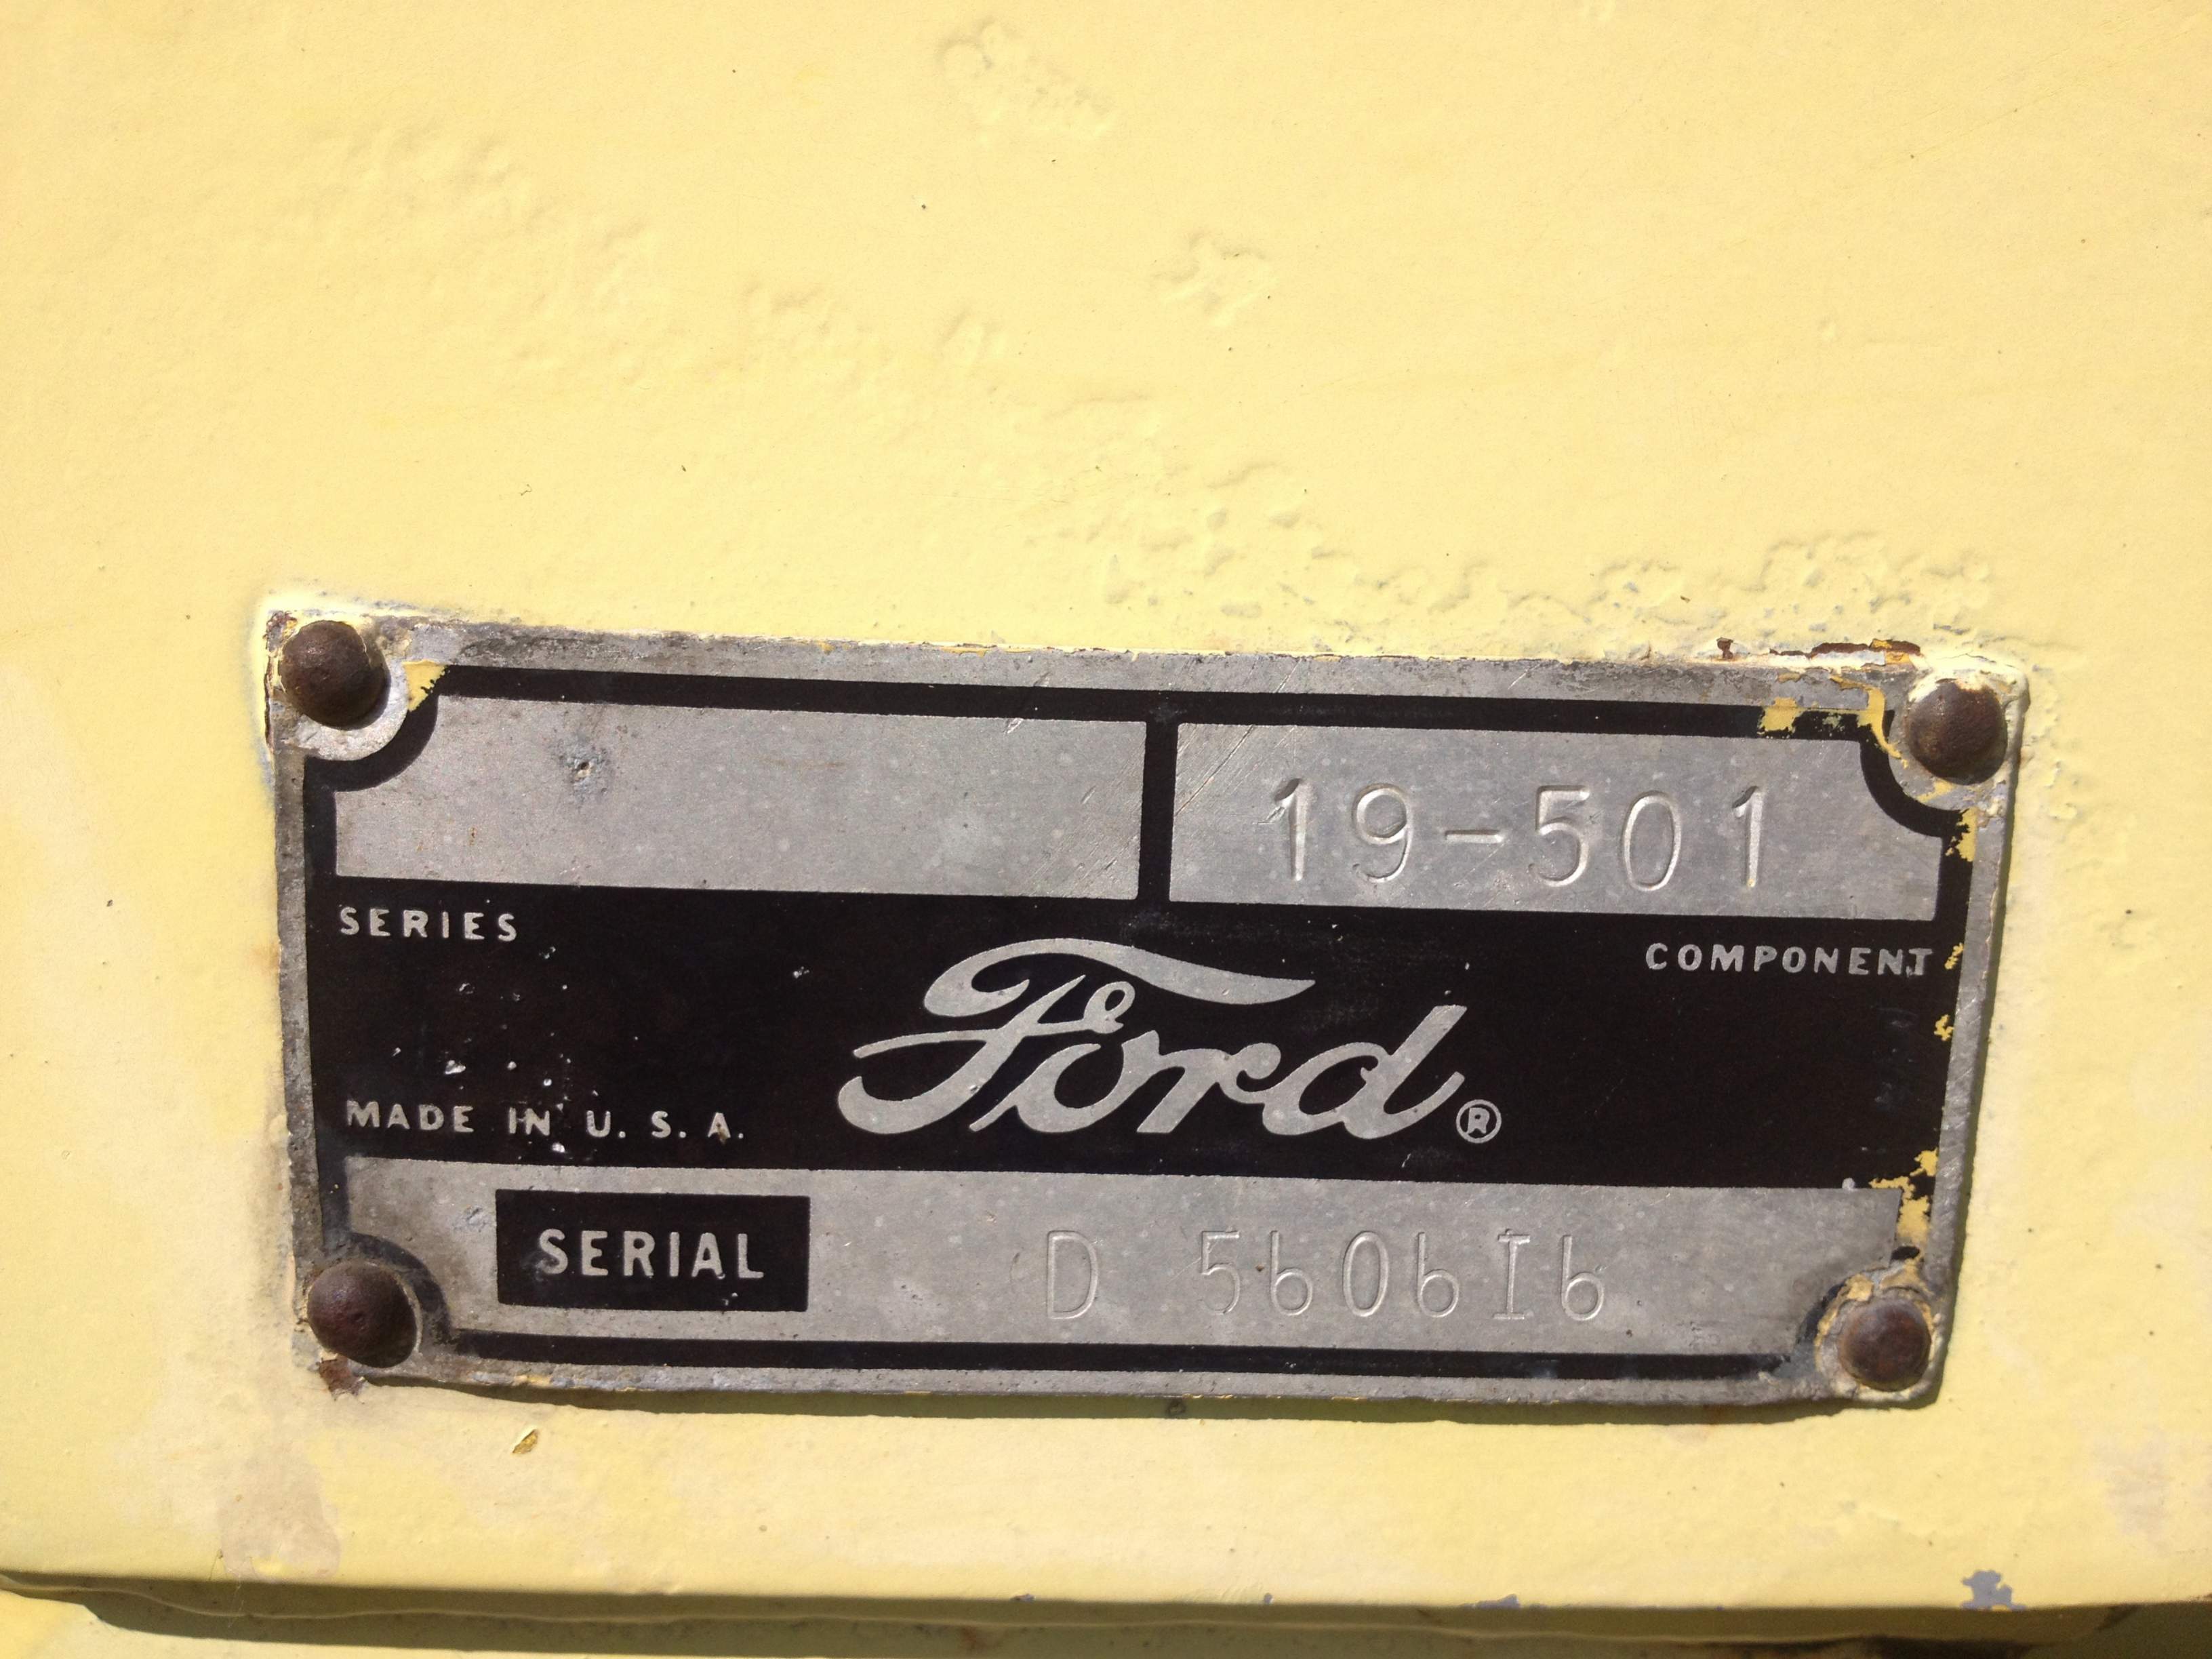 19-501
SERIES
COMPONENT
Ford®
MADE IN U. S. A.
SERIAL D 5606I6